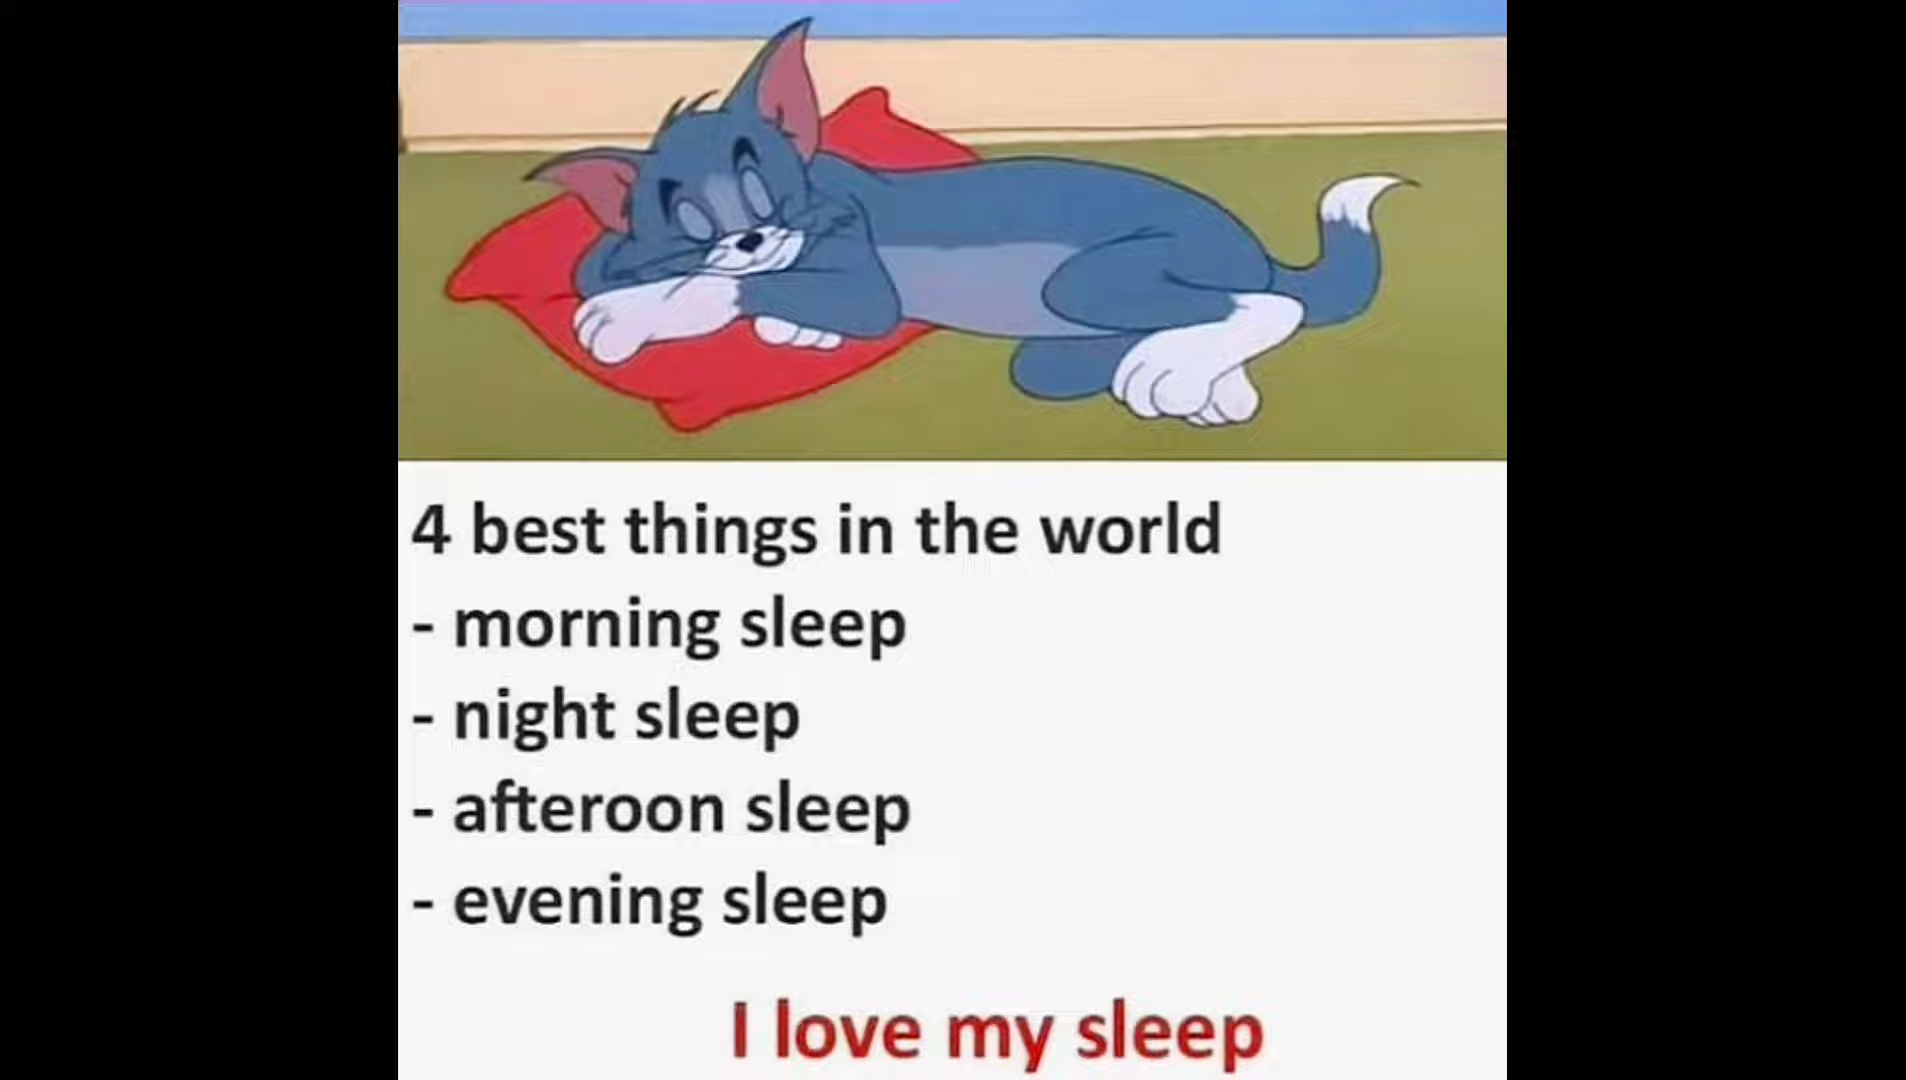 4 best things in the world
- morning sleep
- night sleep
- afteroon sleep
- evening sleep
I love my sleep